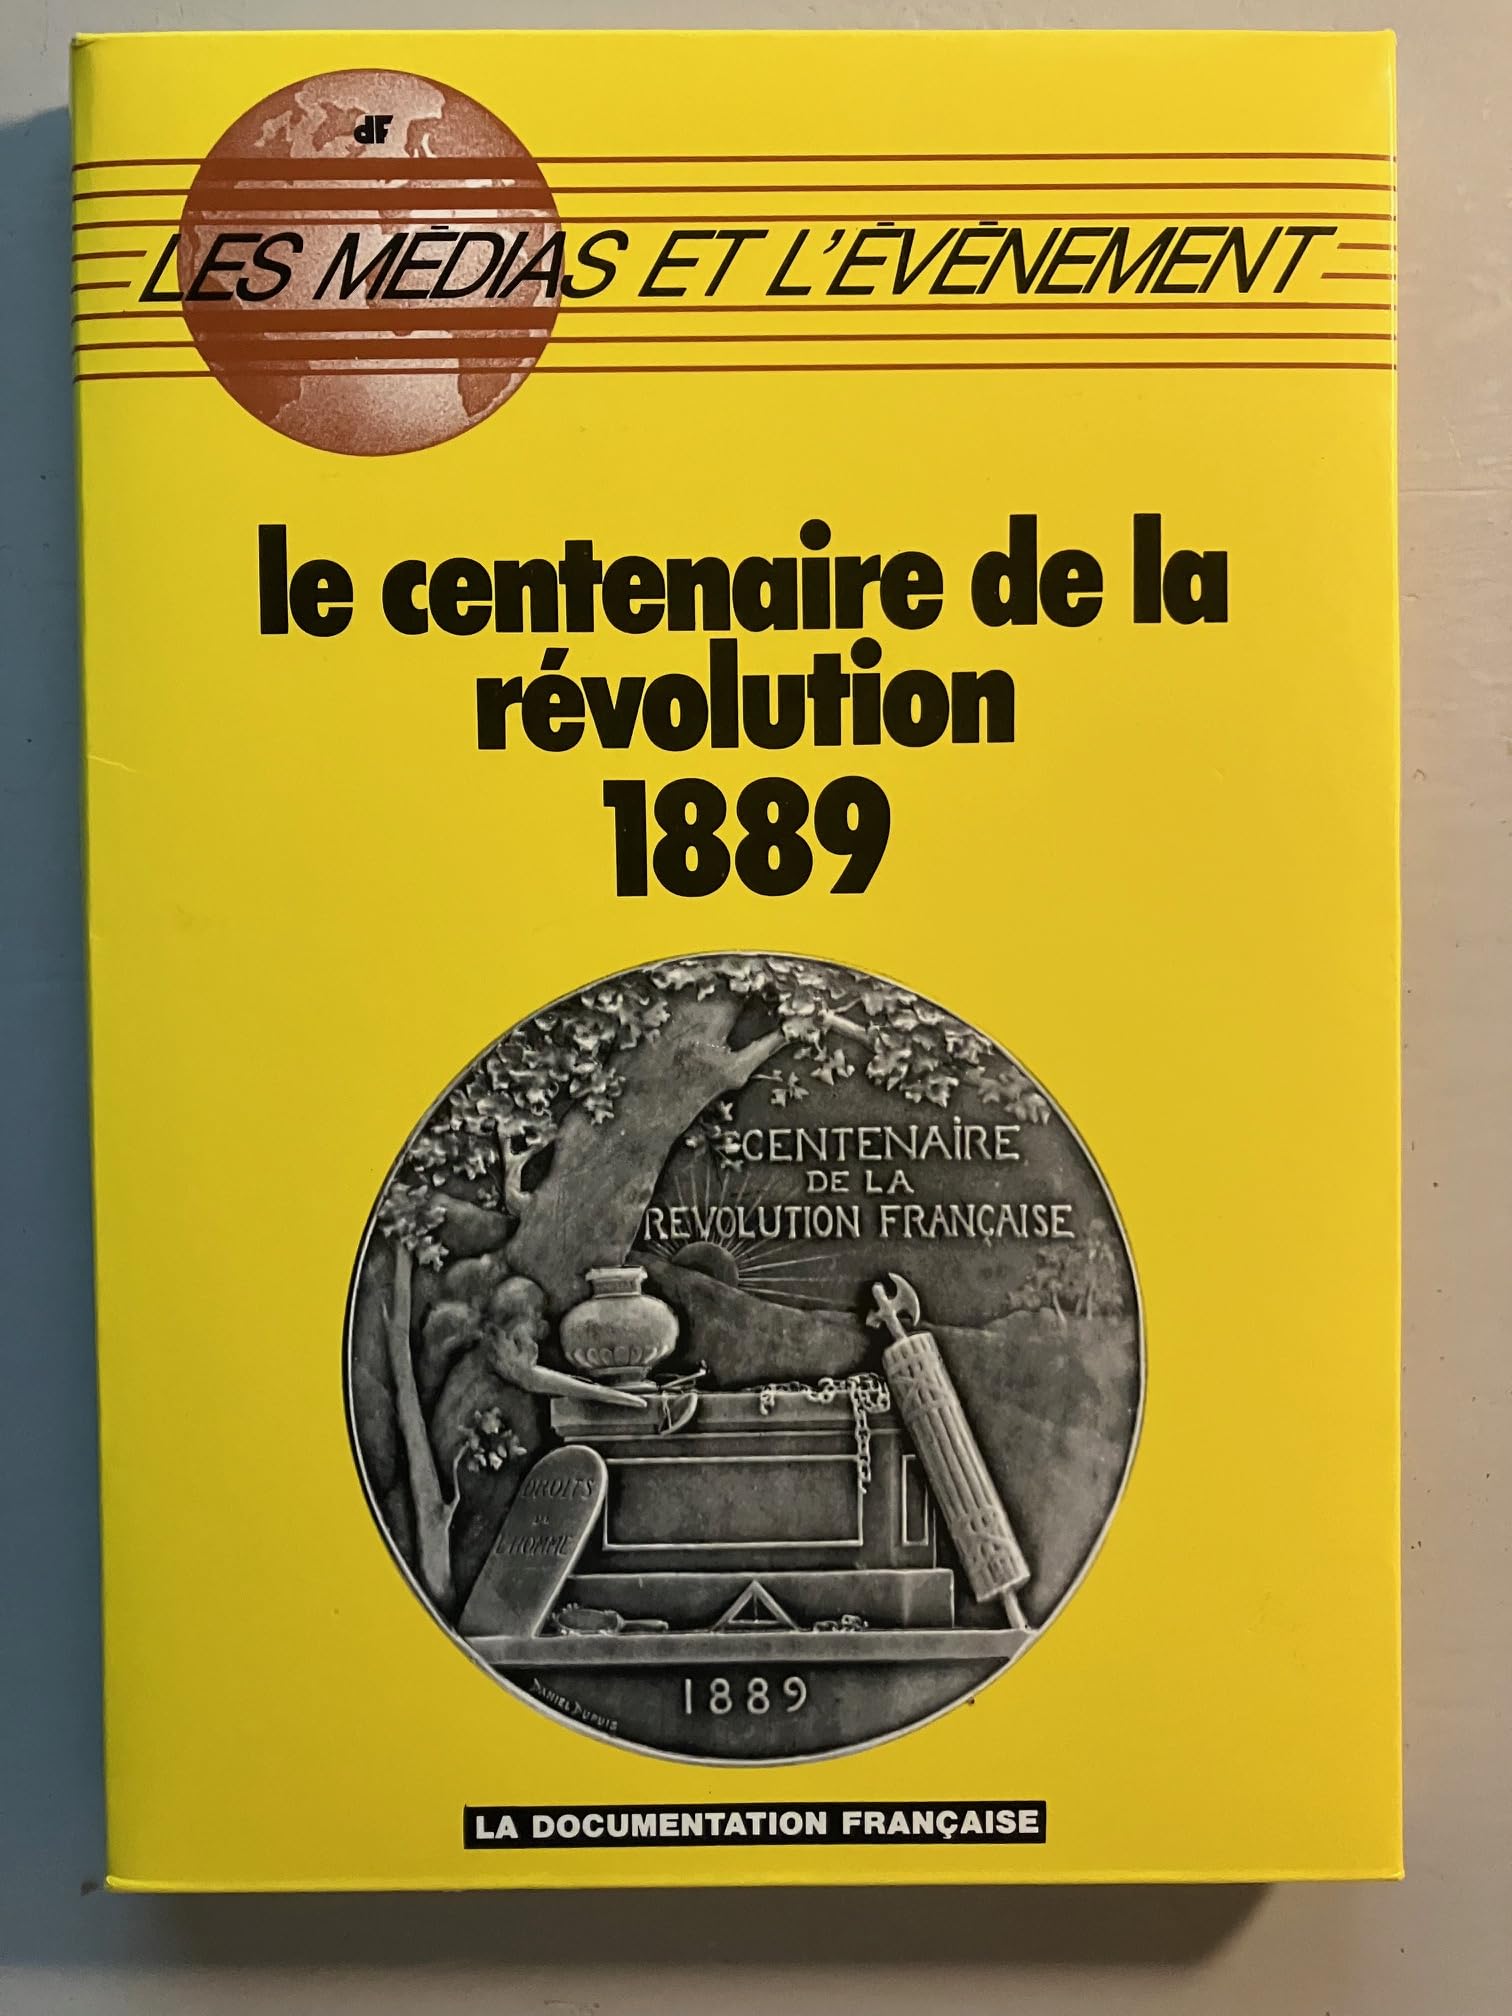 dF
LES MÉDIAS ET L'ÉVÉNEMENT
le centenaire de la
révolution
1889
CENTENAIRE
DE LA
REVOLUTION FRANÇAISE
DROITS
DE
L'HOMME
1889
DANIEL DUPUIS
LA DOCUMENTATION FRANÇAISE